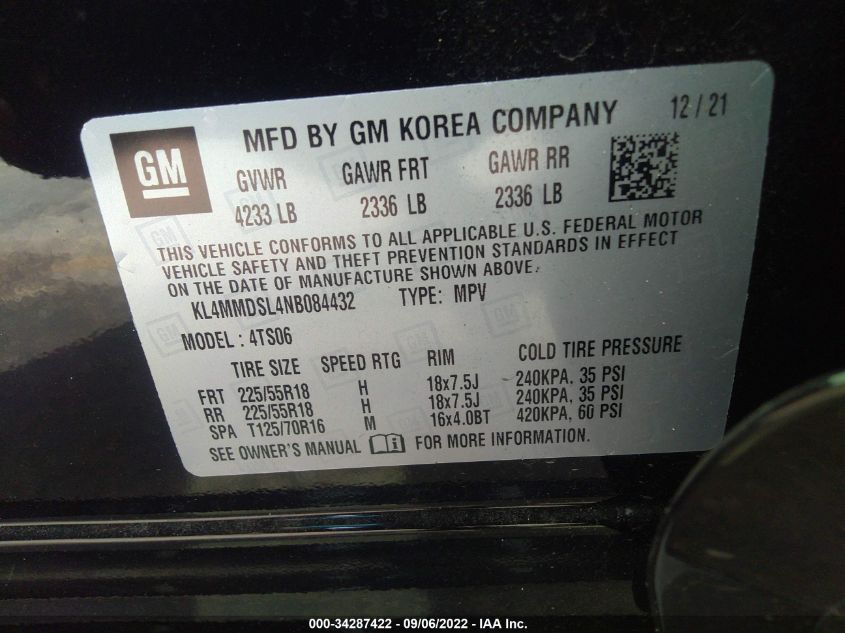 GM
MFD BY GM KOREA COMPANY 12/21
GVWR GAWR FRT GAWR RR
4233 LB 2336 LB 2336 LB
THIS VEHICLE CONFORMS TO ALL APPLICABLE U.S. FEDERAL MOTOR
VEHICLE SAFETY AND THEFT PREVENTION STANDARDS IN EFFECT
ON THE DATE OF MANUFACTURE SHOWN ABOVE.
KL4MMDSL4NB084432 TYPE: MPV
MODEL : 4TS06
TIRE SIZE SPEED RTG RIM COLD TIRE PRESSURE
FRT 225/55R18 H 18x7.5J 240KPA, 35 PSI
RR 225/55R18 H 18x7.5J 240KPA, 35 PSI
SPA T125/70R16 M 16x4.0BT 420KPA, 60 PSI
SEE OWNER'S MANUAL FOR MORE INFORMATION.
000-34287422 - 09/06/2022 - IAA Inc.